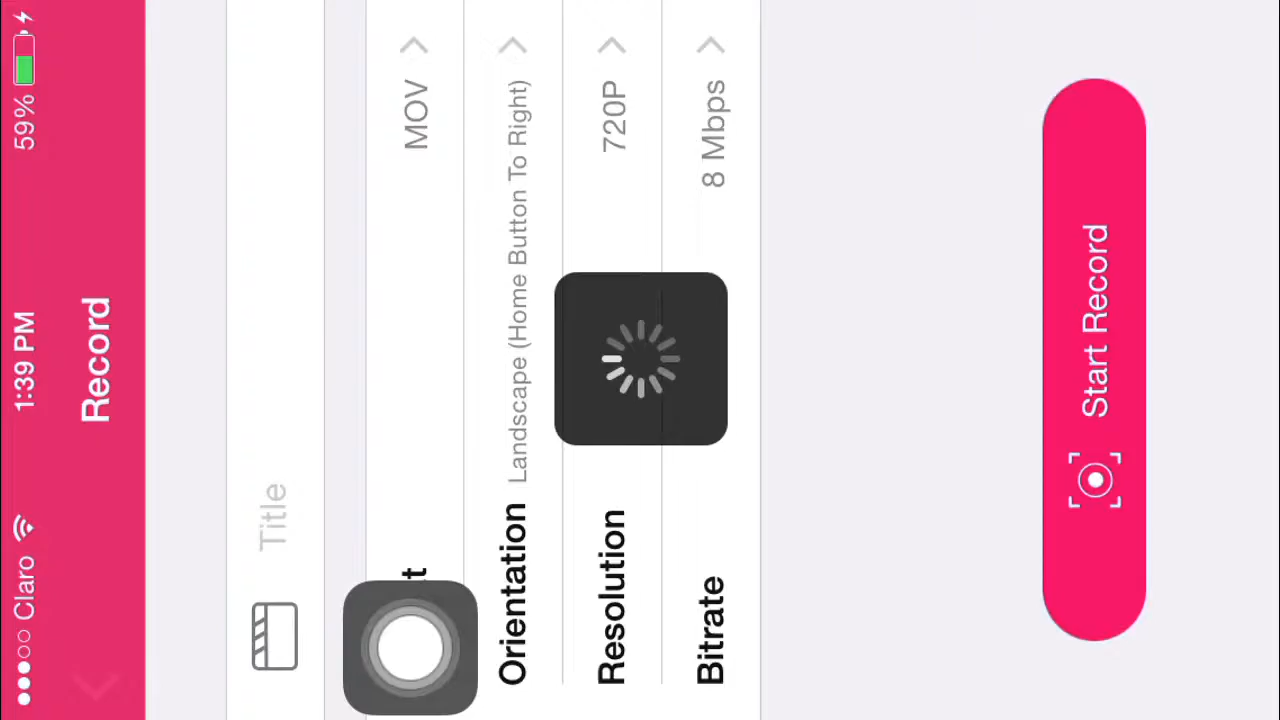 Claro 1:39 PM 59%
Record
Title
t MOV
Orientation Landscape (Home Button To Right)
Resolution 720P
Bitrate 8 Mbps
Start Record